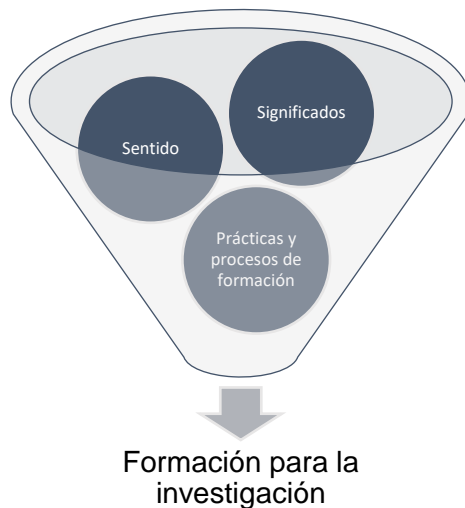 Significados
Sentido
Prácticas y
procesos de
formación
Formación para la
investigación